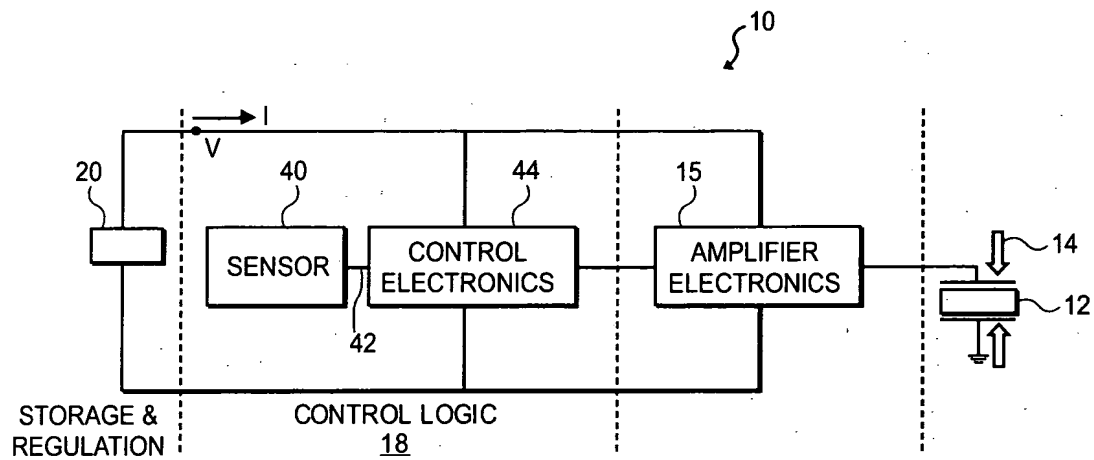 10
I
V
20
40
44
15
SENSOR
CONTROL
ELECTRONICS
AMPLIFIER
ELECTRONICS
14
12
42
STORAGE &
REGULATION
CONTROL LOGIC
18